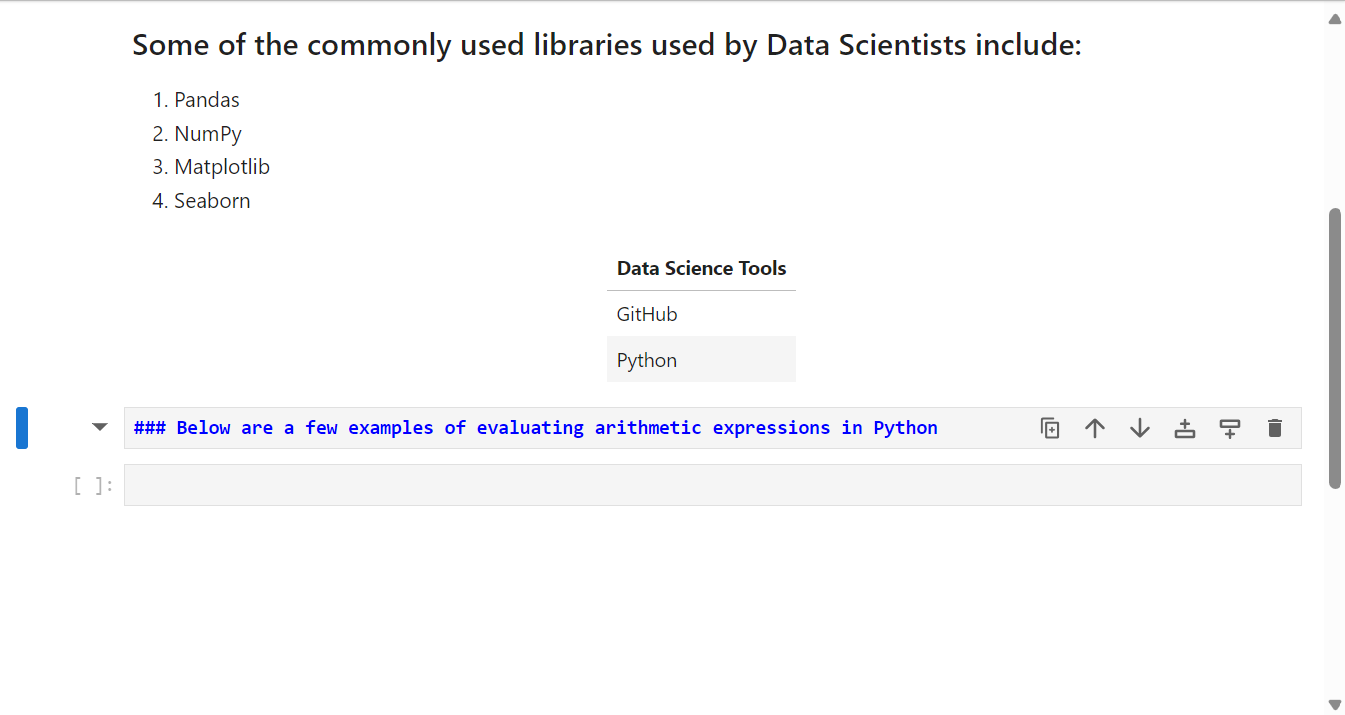 Some of the commonly used libraries used by Data Scientists include:
1. Pandas
2. NumPy
3. Matplotlib
4. Seaborn
Data Science Tools
GitHub
Python
### Below are a few examples of evaluating arithmetic expressions in Python
[ ]: